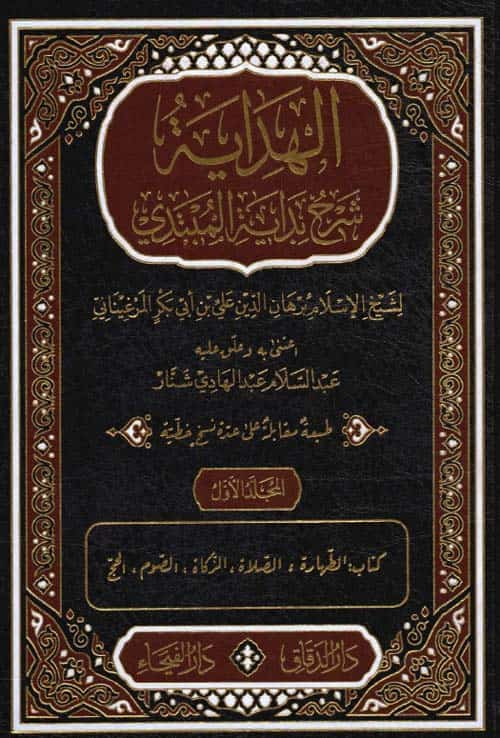 الهداية
شرح بداية المبتدي
لشيخ الإسلام برهان الدين علي بن أبي بكر المرغيناني
اعتنى به وعلق عليه
عبد السلام عبد الهادي شنار
طبعة مقابلة على عدة نسخ خطية
المجلد الأول
كتاب: الطهارة، الصلاة، الزكاة، الصوم، الحج
دار الدقاق دار الفيحاء